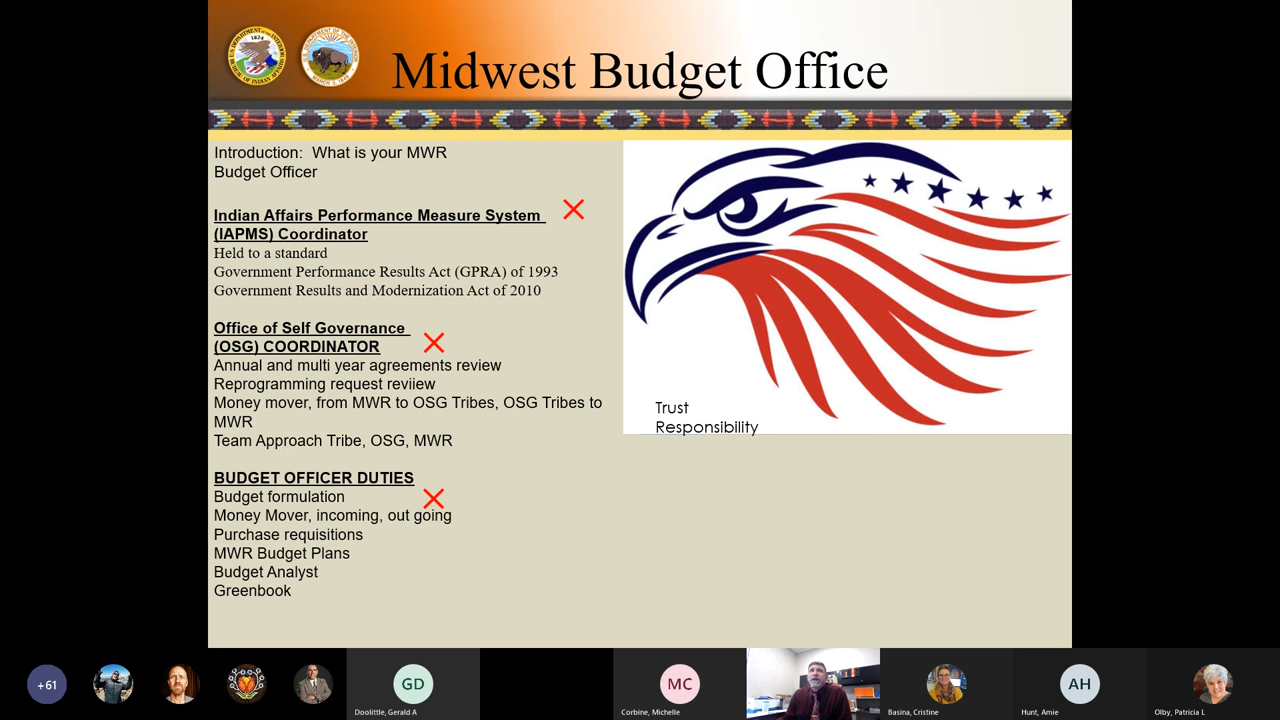 Midwest Budget Office
Introduction: What is your MWR
Budget Officer
Indian Affairs Performance Measure System
(IAPMS) Coordinator
Held to a standard
Government Performance Results Act (GPRA) of 1993
Government Results and Modernization Act of 2010
Office of Self Governance
(OSG) COORDINATOR
Annual and multi year agreements review
Reprogramming request reviiew
Money mover, from MWR to OSG Tribes, OSG Tribes to
MWR
Team Approach Tribe, OSG, MWR
BUDGET OFFICER DUTIES
Budget formulation
Money Mover, incoming, out going
Purchase requisitions
MWR Budget Plans
Budget Analyst
Greenbook
Trust
Responsibility
+61
GD
Doolittle, Gerald A
MC
Corbine, Michelle
Basina, Cristine
AH
Hunt, Amie
Olby, Patricia L